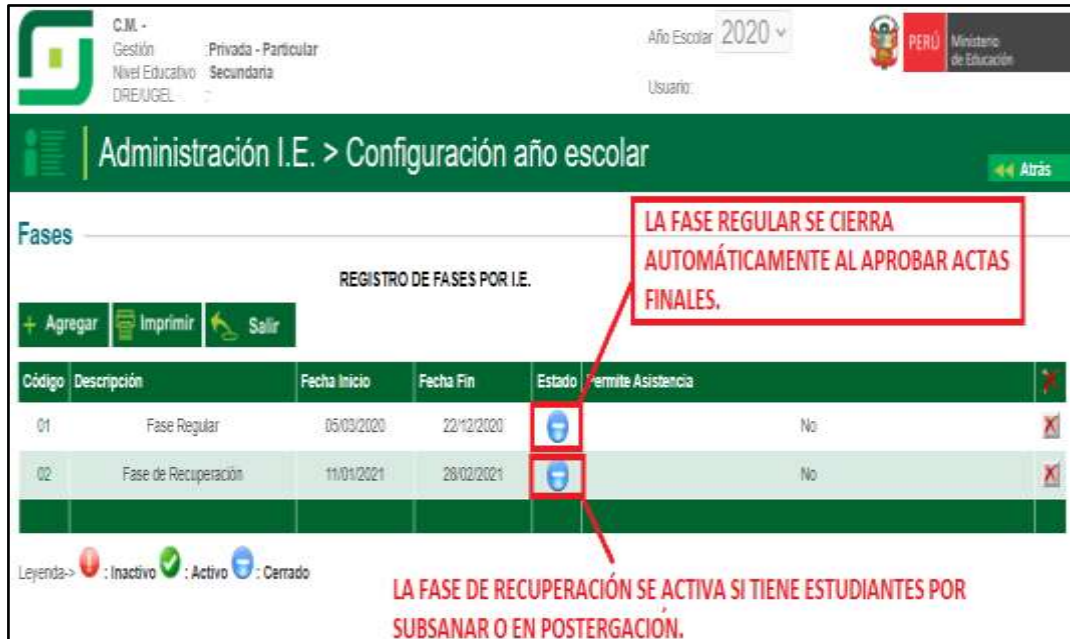 C.M. -
Gestión :Privada - Particular
Nivel Educativo Secundaria
DRE/UGEL :
Año Escolar 2020
Usuario:
PERÚ Ministerio
de Educación
Administración I.E. > Configuración año escolar
Atrás
Fases
LA FASE REGULAR SE CIERRA
AUTOMÁTICAMENTE AL APROBAR ACTAS
FINALES.
REGISTRO DE FASES POR I.E.
+ Agregar Imprimir Salir
Código Descripción Fecha Inicio Fecha Fin Estado Permite Asistencia
01 Fase Regular 05/03/2020 22/12/2020 No
02 Fase de Recuperación 11/01/2021 28/02/2021 No
Leyenda-> : Inactivo : Activo : Cerrado
LA FASE DE RECUPERACIÓN SE ACTIVA SI TIENE ESTUDIANTES POR
SUBSANAR O EN POSTERGACIÓN.